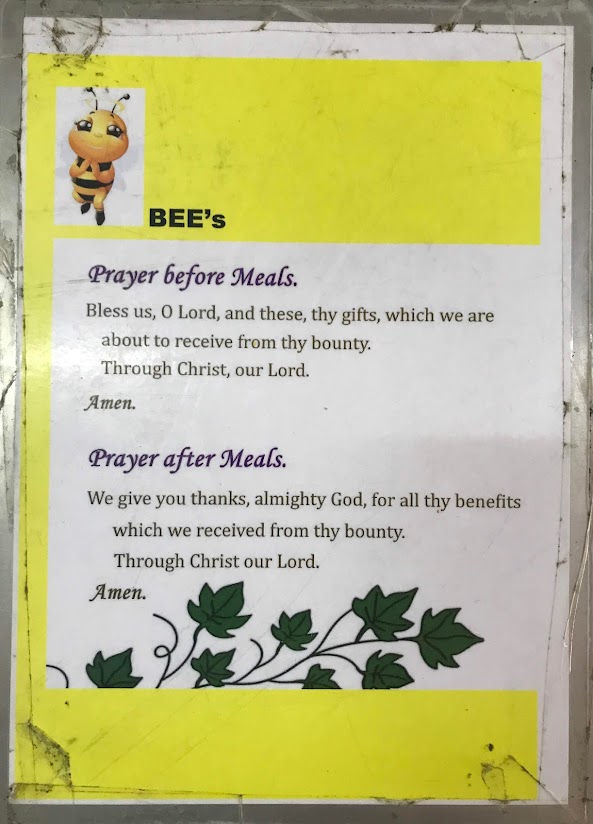 BEE's
Prayer before Meals.
Bless us, O Lord, and these, thy gifts, which we are
about to receive from thy bounty.
Through Christ, our Lord.
Amen.
Prayer after Meals.
We give you thanks, almighty God, for all thy benefits
which we received from thy bounty.
Through Christ our Lord.
Amen.